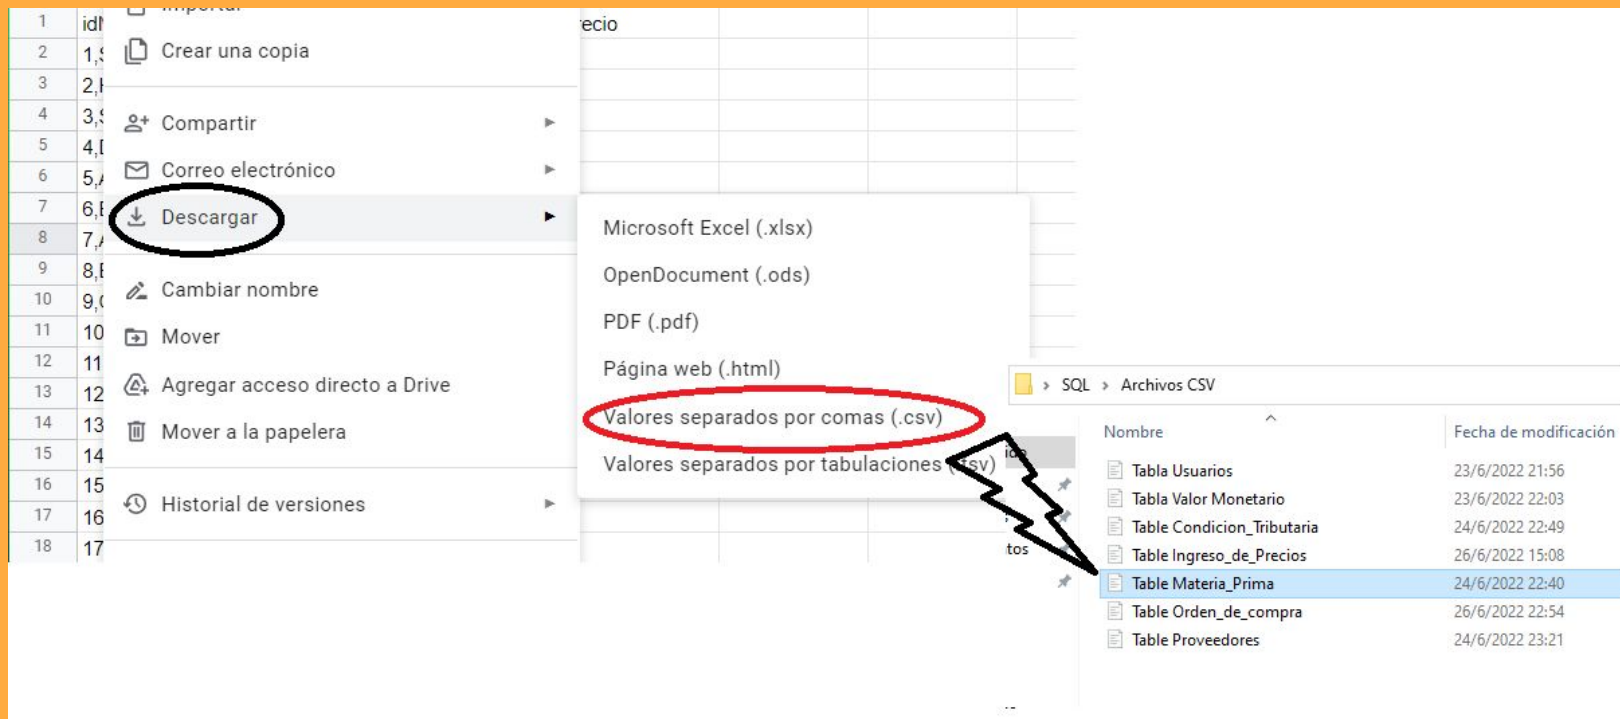 Importar
1 idM ecio
2 1,S
3 2,H
4 3,S
5 4,D
6 5,A
7 6,E
8 7,A
9 8,E
10 9,C
11 10
12 11
13 12
14 13
15 14
16 15
17 16
18 17
Crear una copia
Compartir
Correo electrónico
Descargar
Cambiar nombre
Mover
Agregar acceso directo a Drive
Mover a la papelera
Historial de versiones
Microsoft Excel (.xlsx)
OpenDocument (.ods)
PDF (.pdf)
Página web (.html)
Valores separados por comas (.csv)
Valores separados por tabulaciones (.tsv)
tos
SQL > Archivos CSV
Nombre Fecha de modificación
Tabla Usuarios 23/6/2022 21:56
Tabla Valor Monetario 23/6/2022 22:03
Table Condicion_Tributaria 24/6/2022 22:49
Table Ingreso_de_Precios 26/6/2022 15:08
Table Materia_Prima 24/6/2022 22:40
Table Orden_de_compra 26/6/2022 22:54
Table Proveedores 24/6/2022 23:21